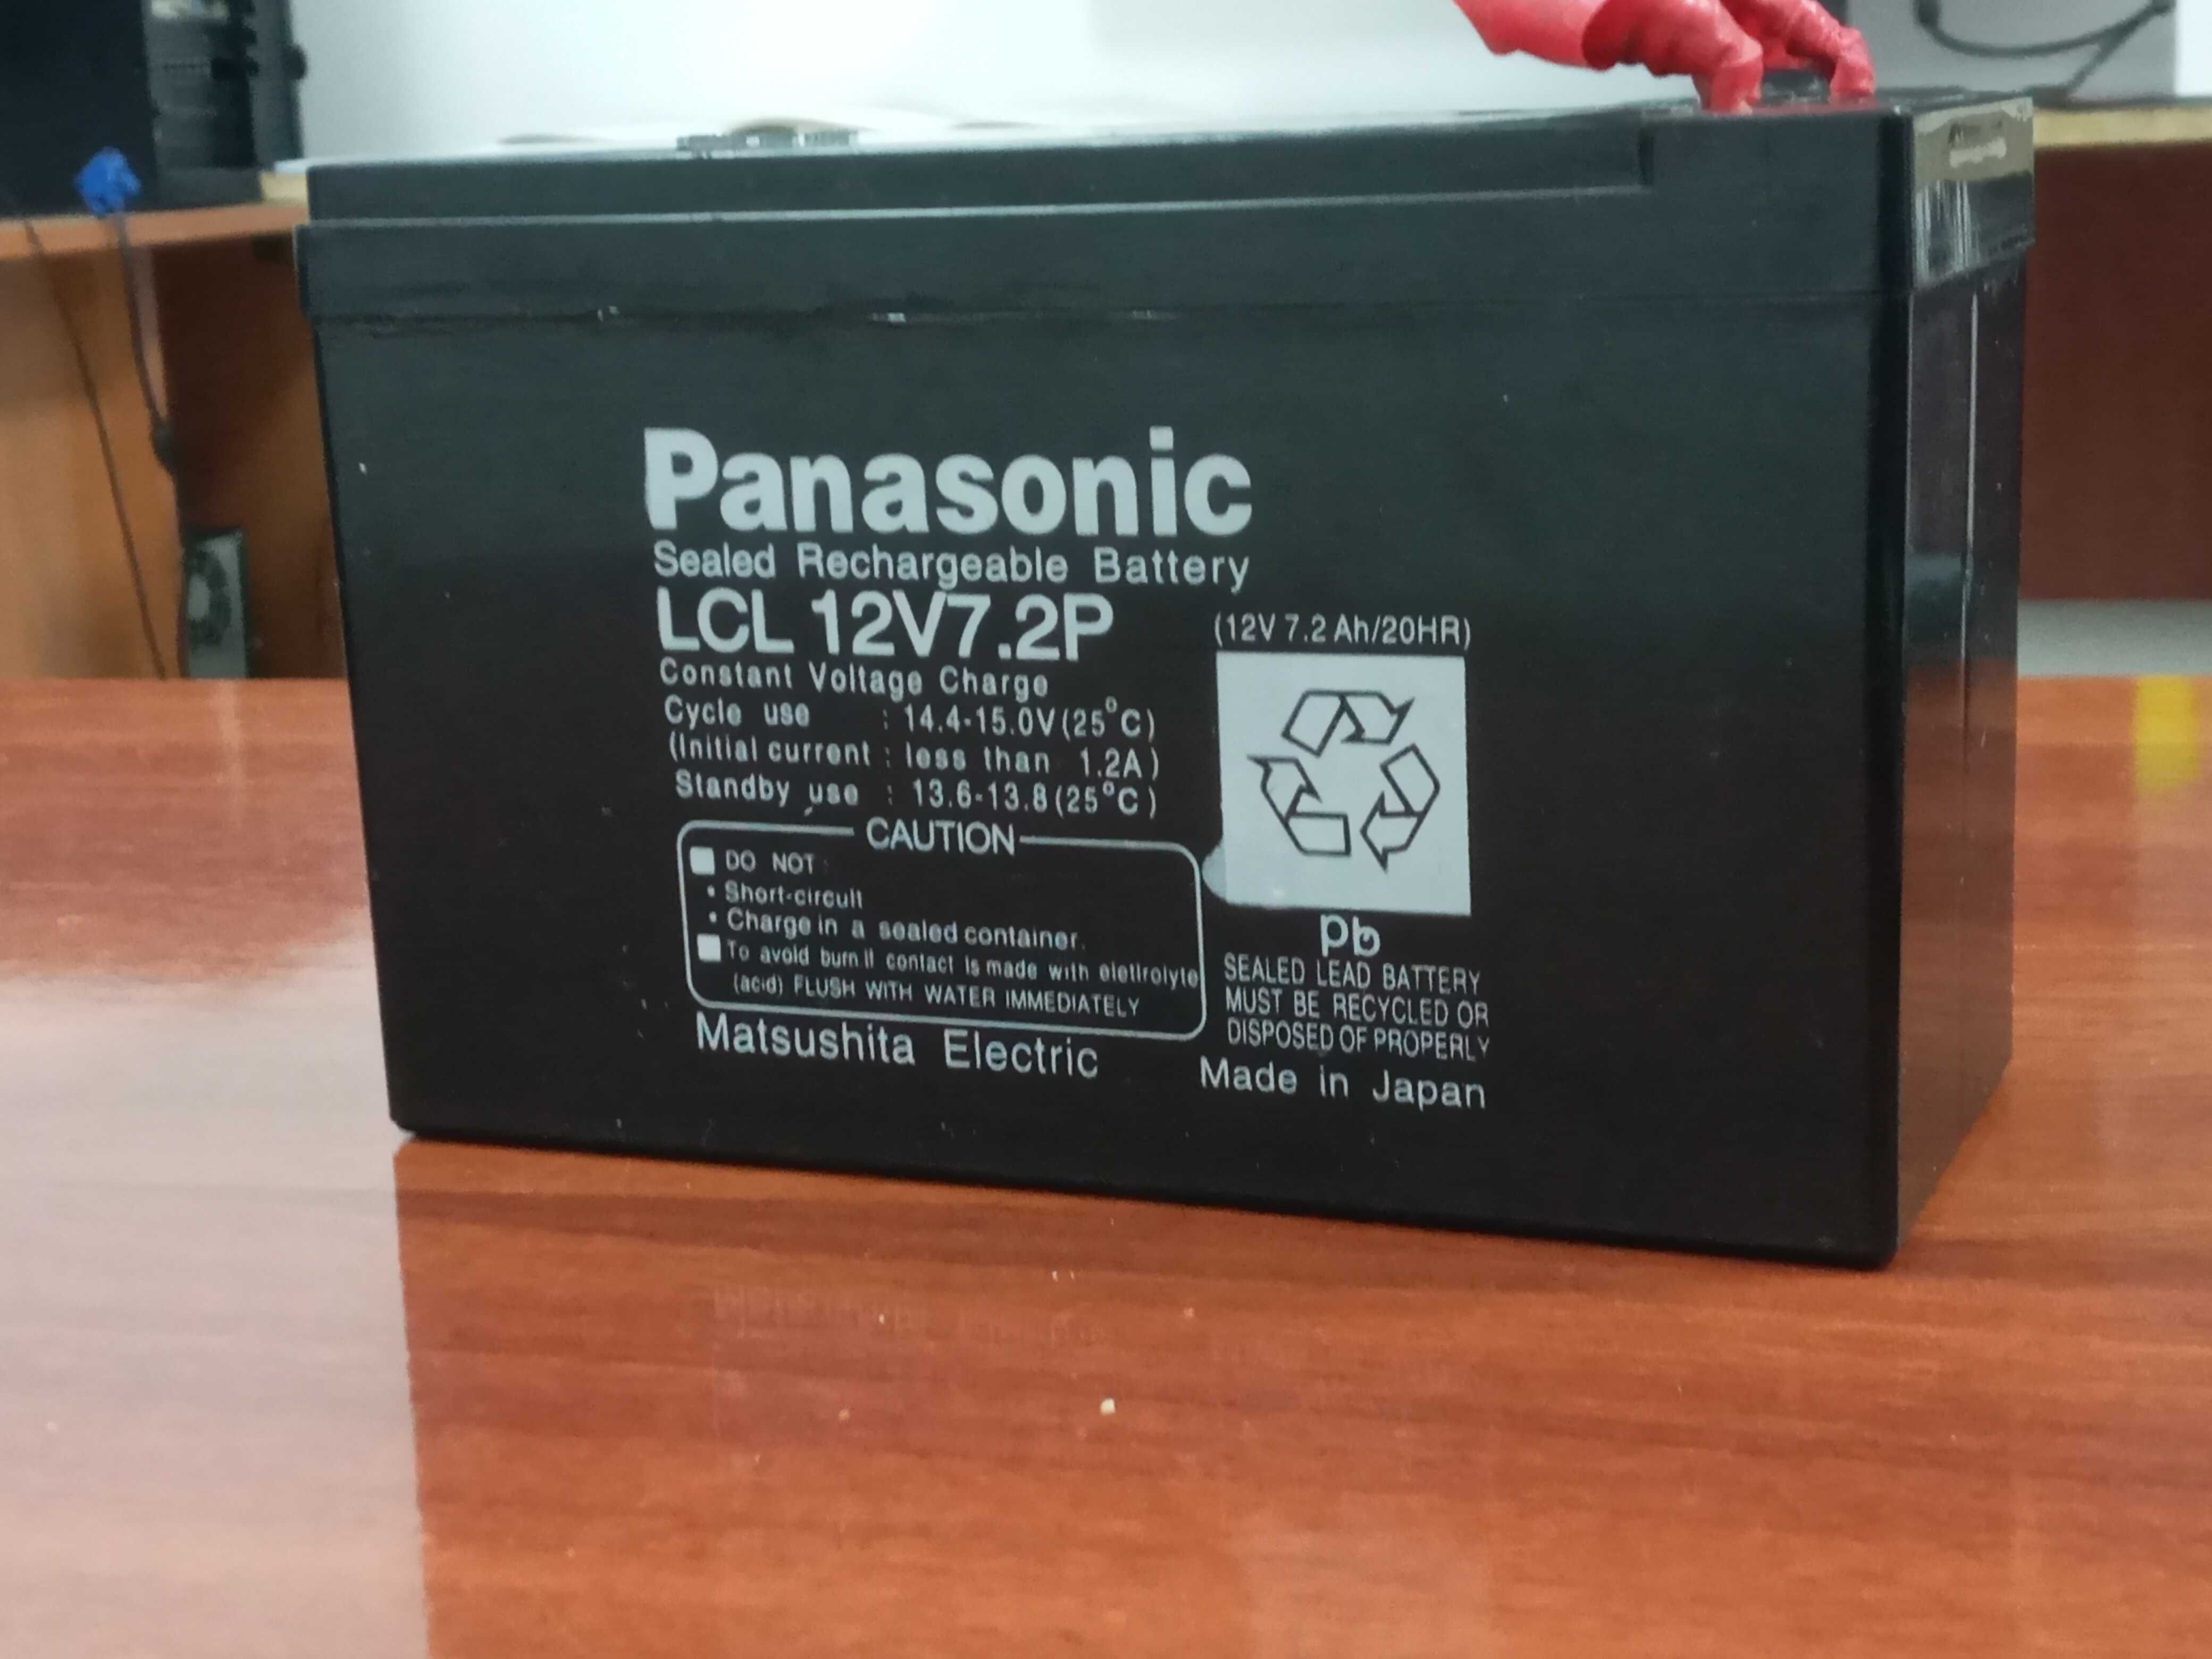 Panasonic
Sealed Rechargeable Battery
LCL 12V7.2P
(12V 7.2 Ah/20HR)
Constant Voltage Charge
Cycle use : 14.4-15.0V(25°C)
(Initial current : less than 1.2A)
Standby use : 13.6-13.8(25°C)
CAUTION
DO NOT
• Short-circuit
• Charge in a sealed container.
To avoid burn if contact is made with eletlrolyte
(acid) FLUSH WITH WATER IMMEDIATELY
Matsushita Electric
Pb
SEALED LEAD BATTERY
MUST BE RECYCLED OR
DISPOSED OF PROPERLY
Made in Japan